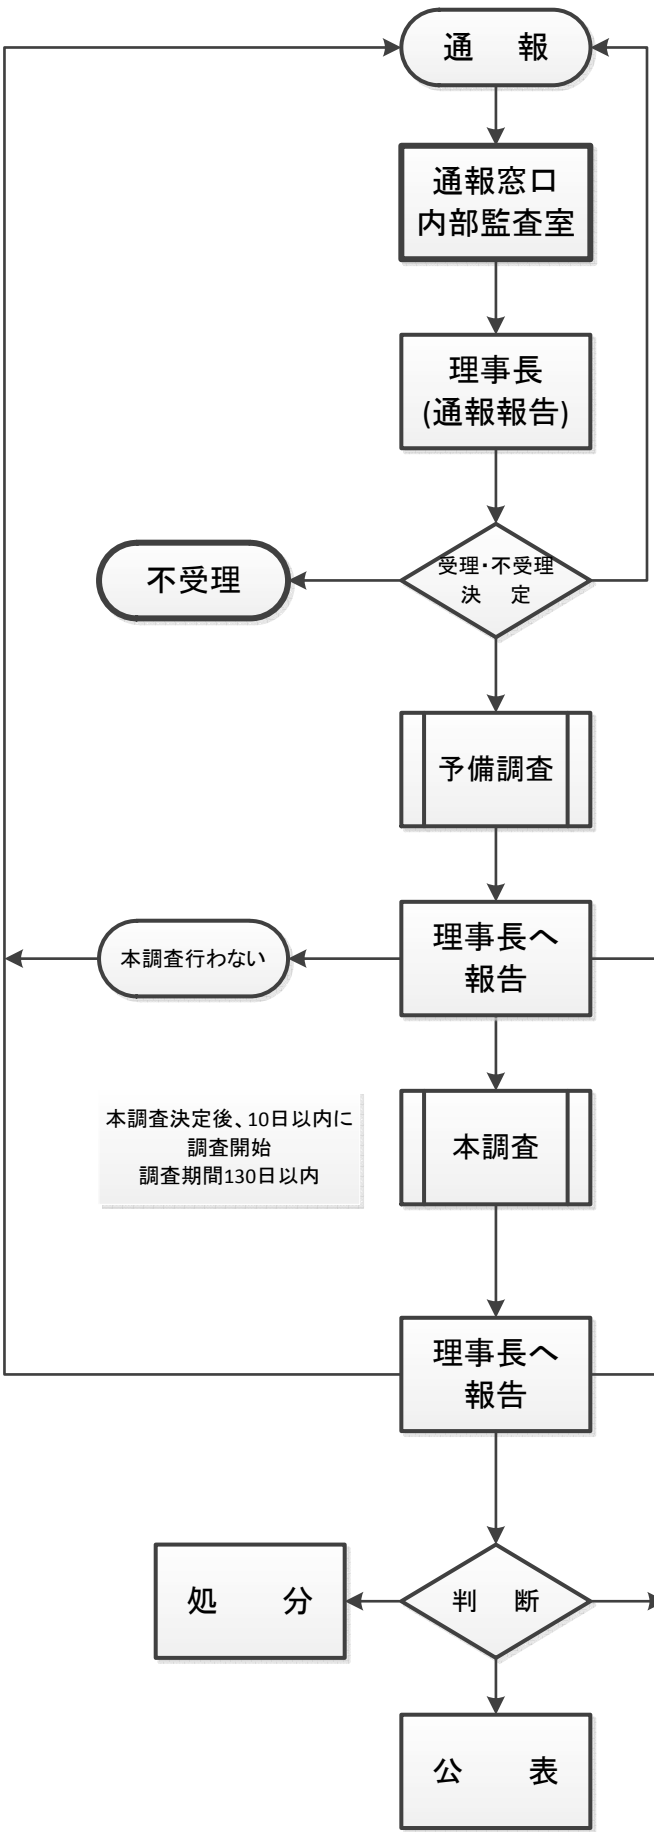 通　報
通報窓口
内部監査室
理事長
(通報報告)
受理・不受理
決　定
不受理
予備調査
理事長へ
報告
本調査行わない
本調査決定後、10日以内に
調査開始
調査期間130日以内
本調査
理事長へ
報告
処　分
判　断
公　表